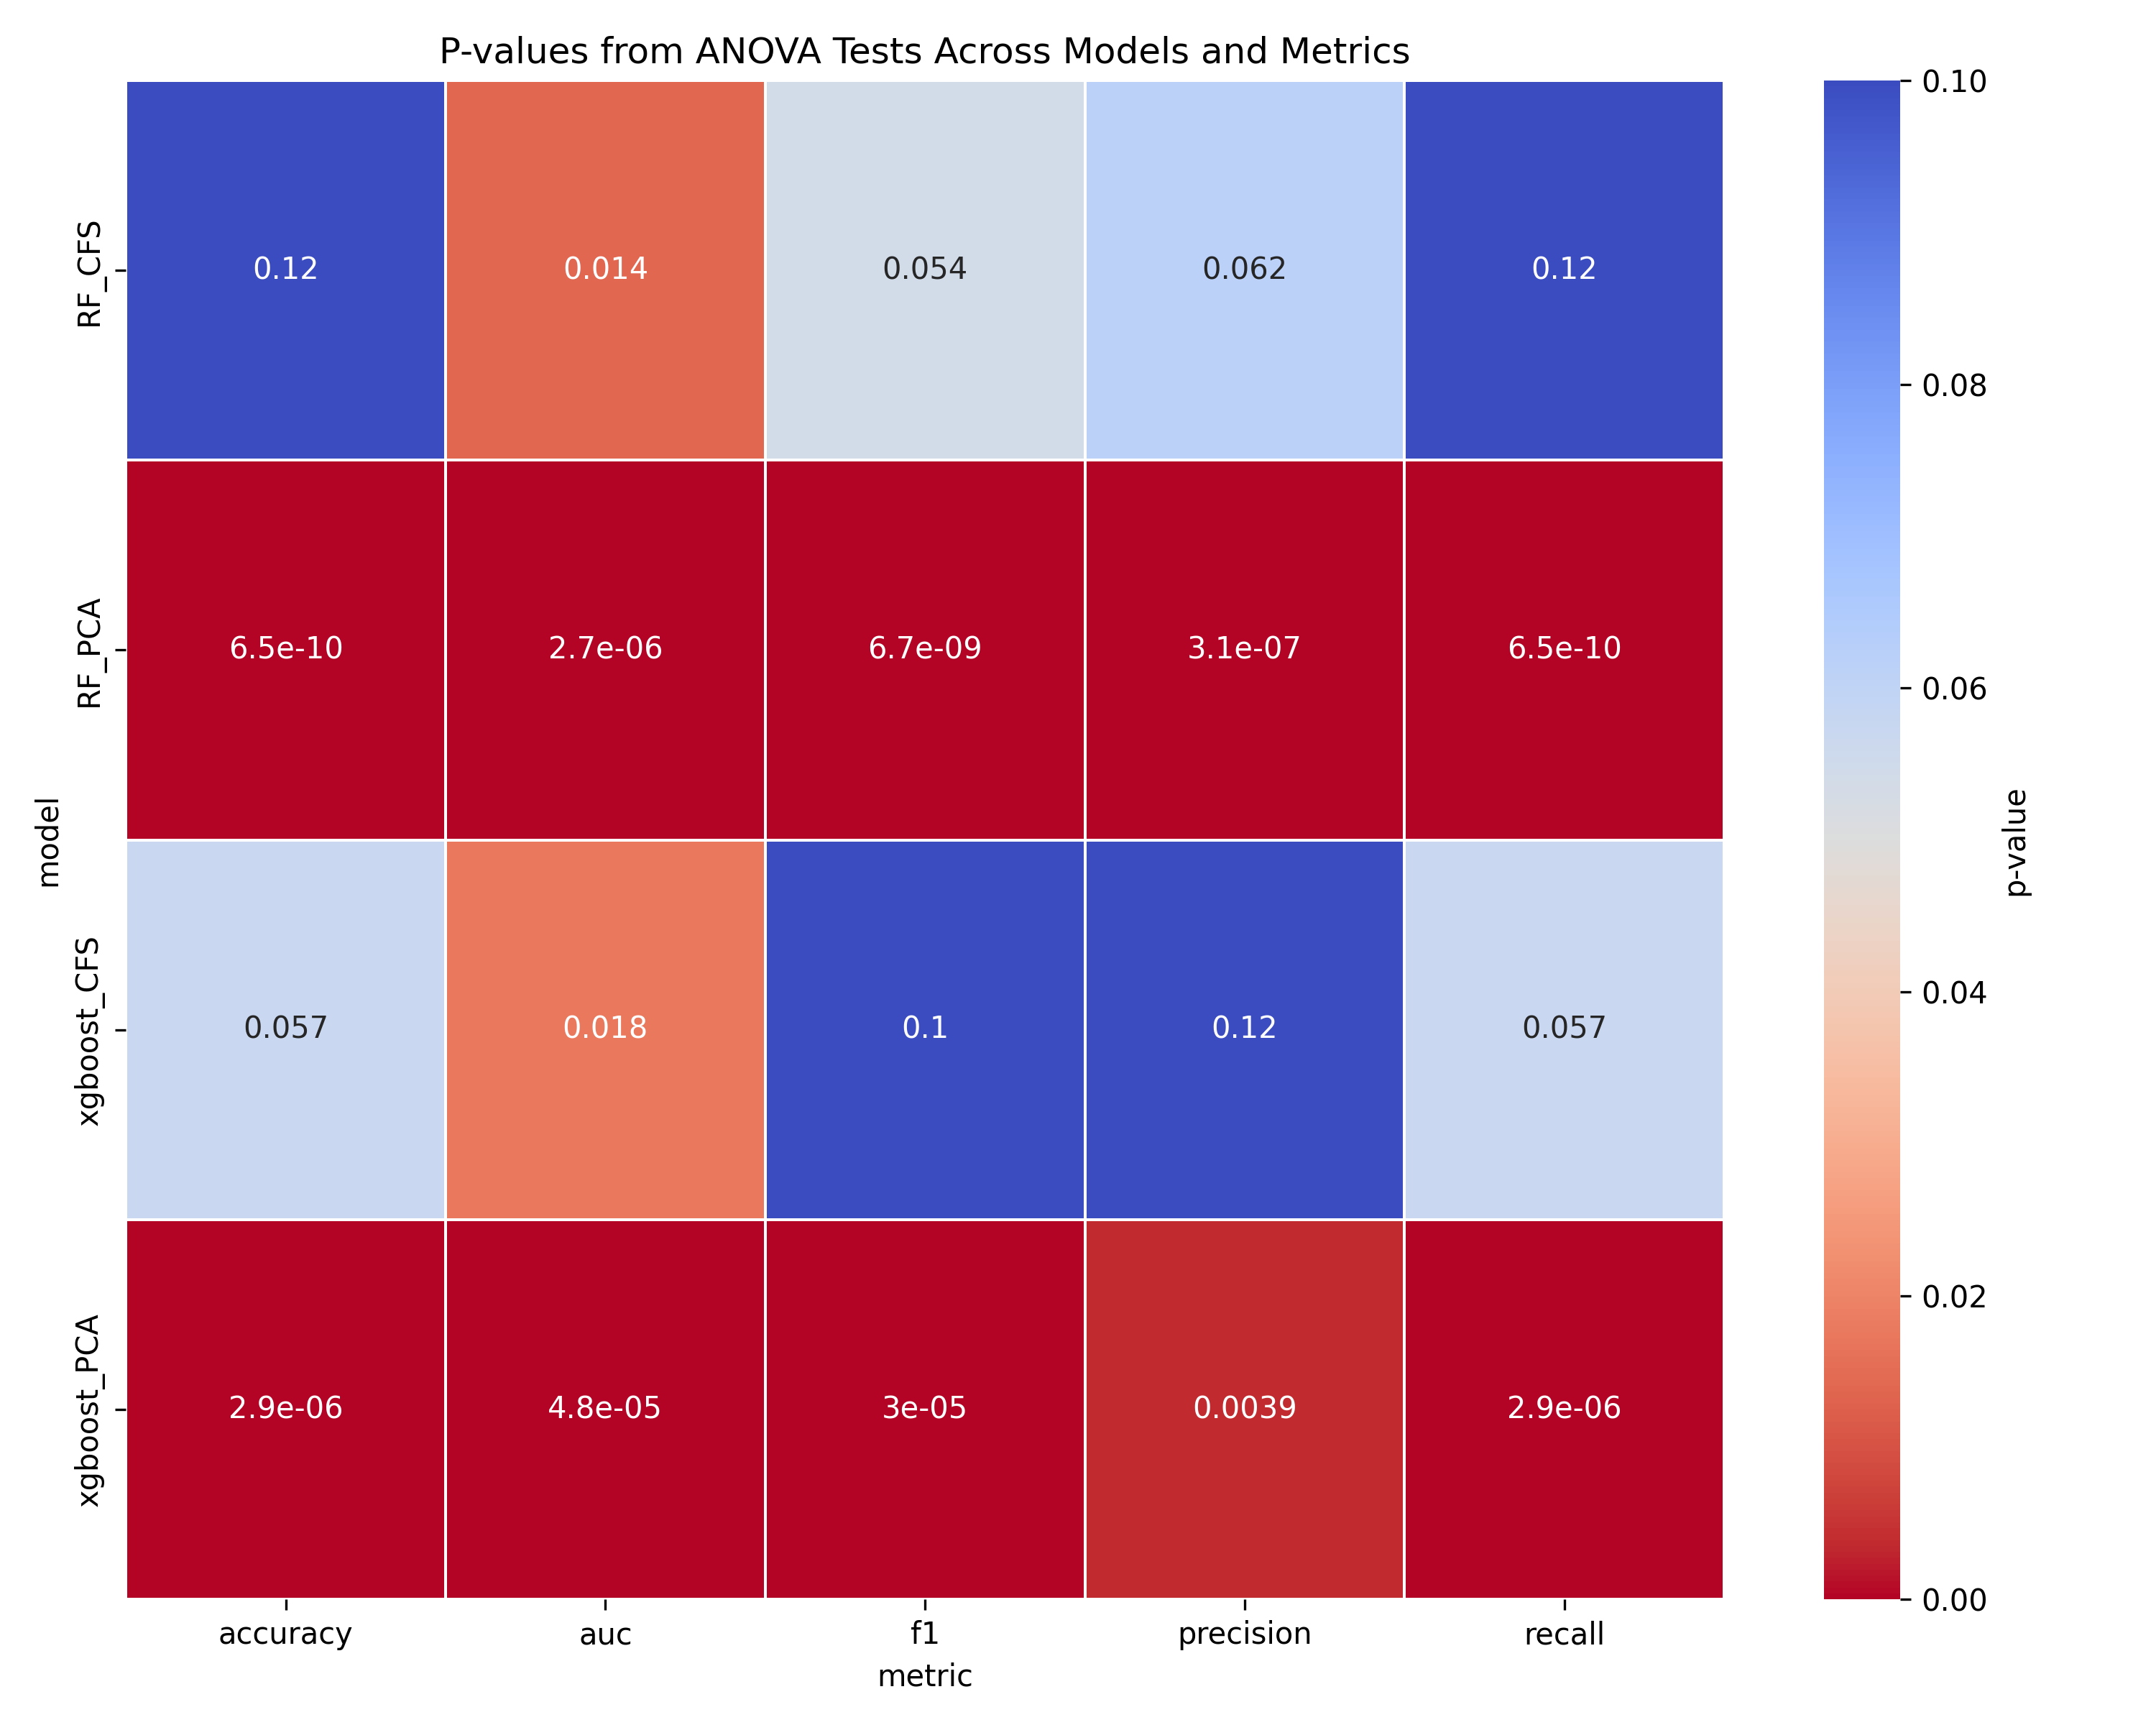 P-values from ANOVA Tests Across Models and Metrics
0.10
0.08
0.06
0.04
0.02
0.00
p-value
model
RF_CFS
0.12 0.014 0.054 0.062 0.12
RF_PCA
6.5e-10 2.7e-06 6.7e-09 3.1e-07 6.5e-10
xgboost_CFS
0.057 0.018 0.1 0.12 0.057
xgboost_PCA
2.9e-06 4.8e-05 3e-05 0.0039 2.9e-06
accuracy auc f1 precision recall
metric